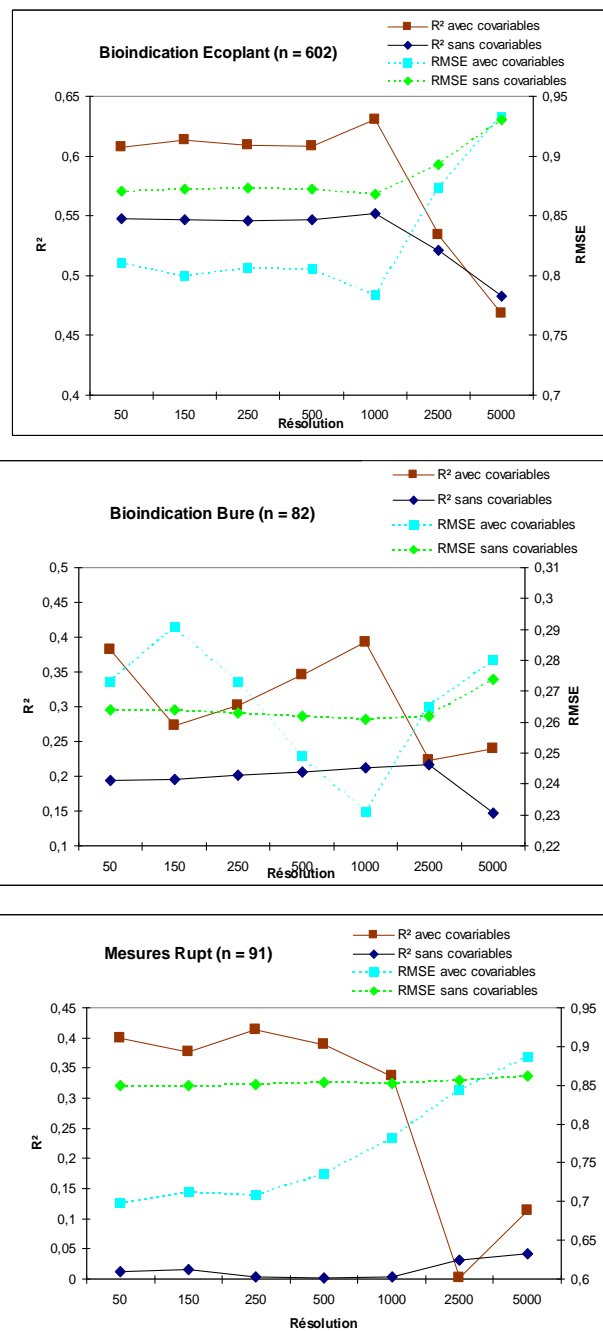 R² avec covariables
R² sans covariables
RMSE avec covariables
RMSE sans covariables
Bioindication Ecoplant (n = 602)
0,65
0,6
0,55
0,5
0,45
0,4
R²
0,95
0,9
0,85
0,8
0,75
0,7
RMSE
50 150 250 500 1000 2500 5000
Résolution
R² avec covariables
R² sans covariables
RMSE avec covariables
RMSE sans covariables
Bioindication Bure (n = 82)
0,5
0,45
0,4
0,35
0,3
0,25
0,2
0,15
0,1
R²
0,31
0,3
0,29
0,28
0,27
0,26
0,25
0,24
0,23
0,22
RMSE
50 150 250 500 1000 2500 5000
Résolution
R² avec covariables
R² sans covariables
RMSE avec covariables
RMSE sans covariables
Mesures Rupt (n = 91)
0,45
0,4
0,35
0,3
0,25
0,2
0,15
0,1
0,05
0
R²
0,95
0,9
0,85
0,8
0,75
0,7
0,65
0,6
RMSE
50 150 250 500 1000 2500 5000
Résolution